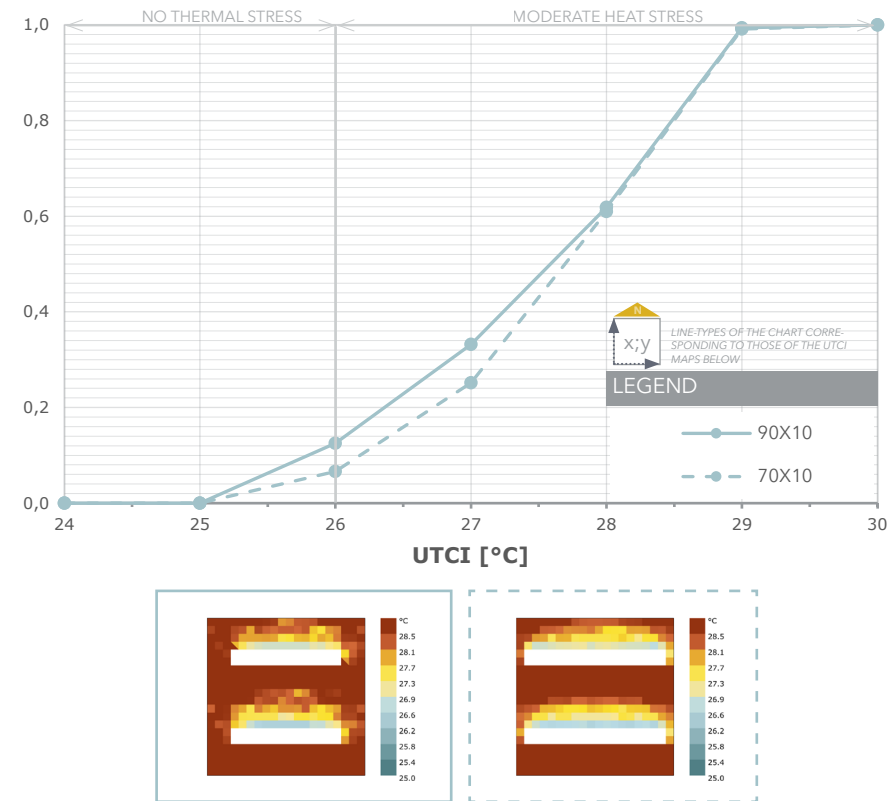 NO THERMAL STRESS
MODERATE HEAT STRESS
1,0
0,8
0,6
0,4
0,2
0,0
24 25 26 27 28 29 30
UTCI [°C]
N
x;y
LINE-TYPES OF THE CHART CORRE-
SPONDING TO THOSE OF THE UTCI
MAPS BELOW
LEGEND
90X10
70X10
°C
28.5
28.1
27.7
27.3
26.9
26.6
26.2
25.8
25.4
25.0
°C
28.5
28.1
27.7
27.3
26.9
26.6
26.2
25.8
25.4
25.0